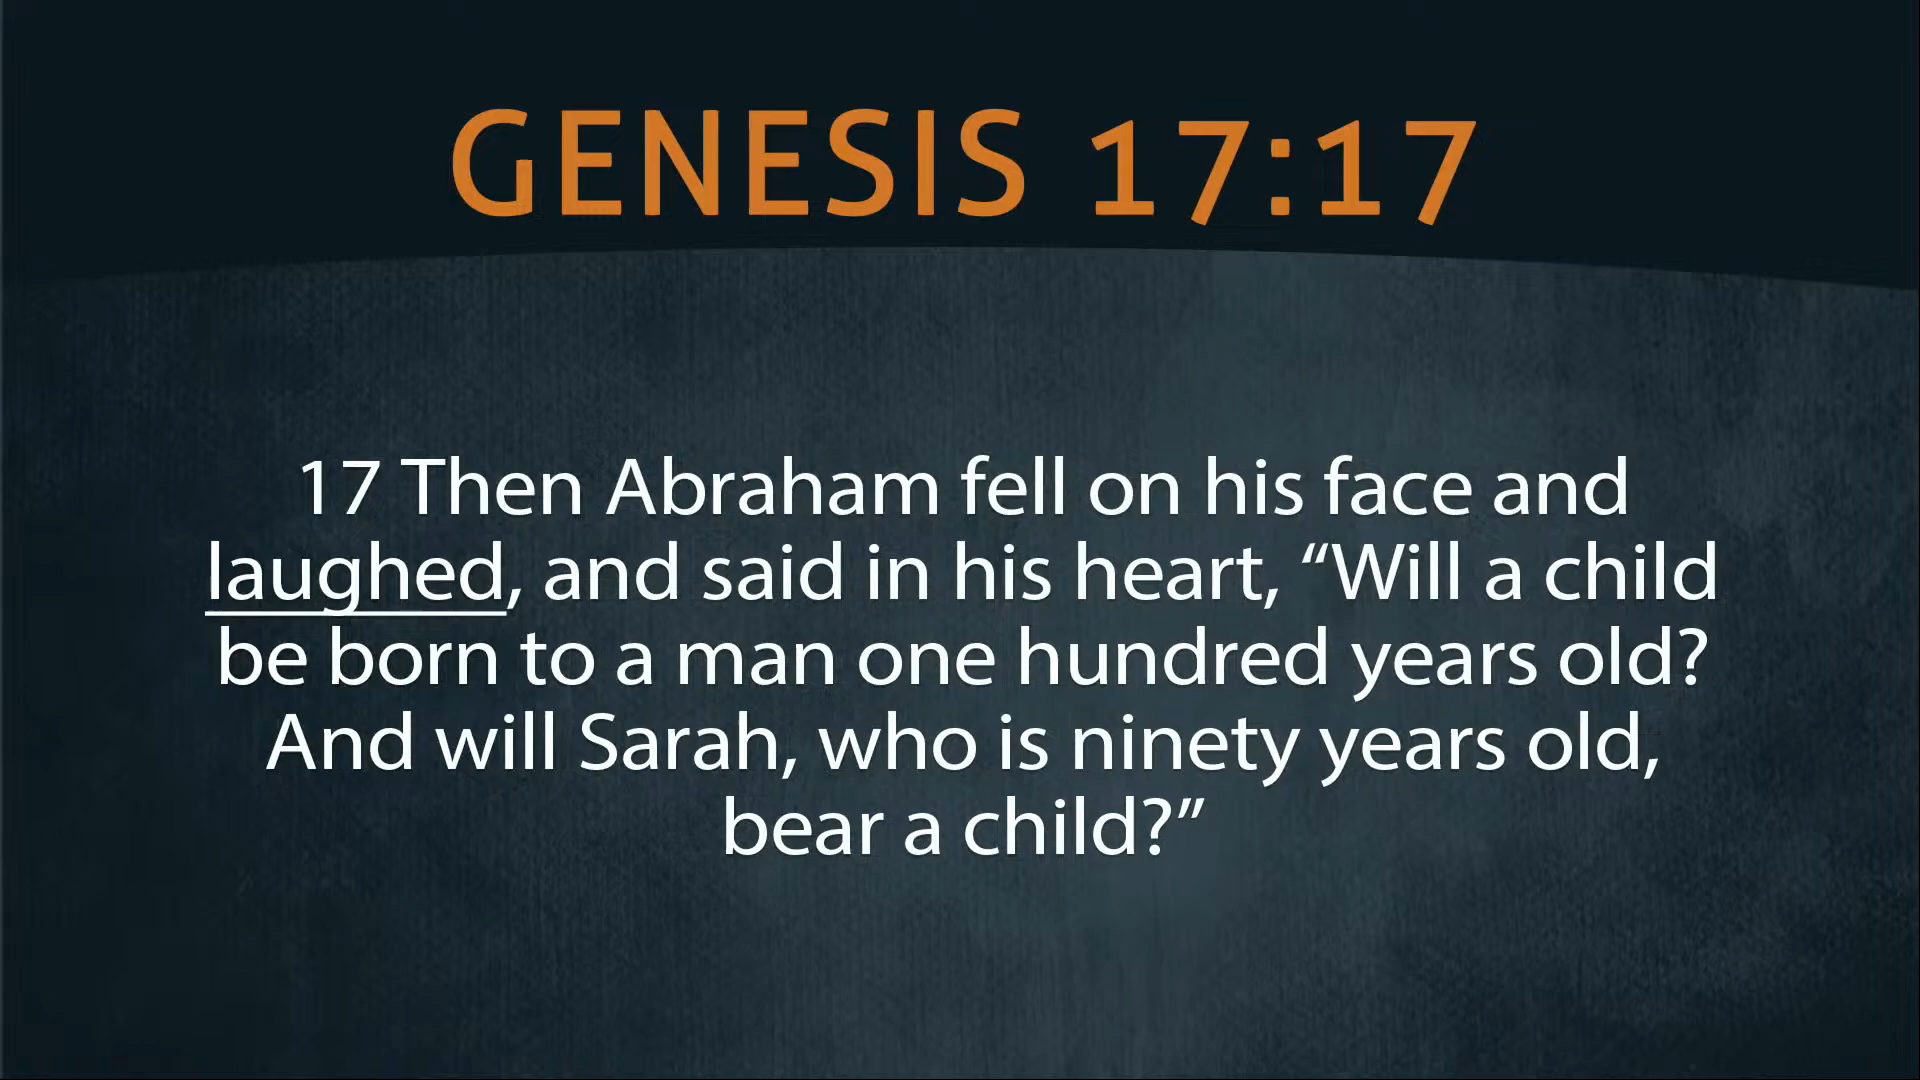 GENESIS 17:17
17 Then Abraham fell on his face and
laughed, and said in his heart, “Will a child
be born to a man one hundred years old?
And will Sarah, who is ninety years old,
bear a child?”